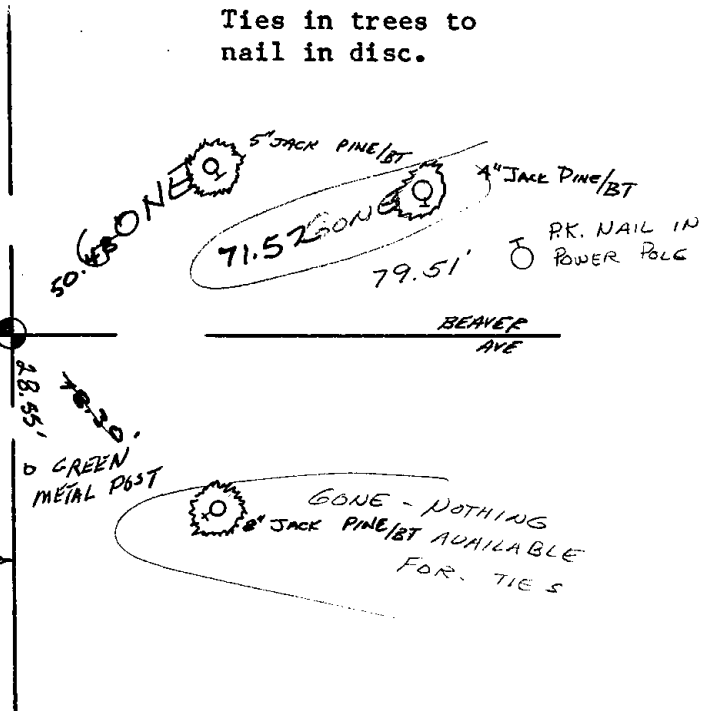 Ties in trees to
nail in disc.
5" JACK PINE/BT
GONE
50.43
4" JACK PINE/BT
GONE
71.52
79.51'
P.K. NAIL IN
POWER POLE
BEAVER
AVE
28.55'
GREEN
METAL POST
GONE - NOTHING
8" JACK PINE/BT AVAILABLE
FOR. TIES